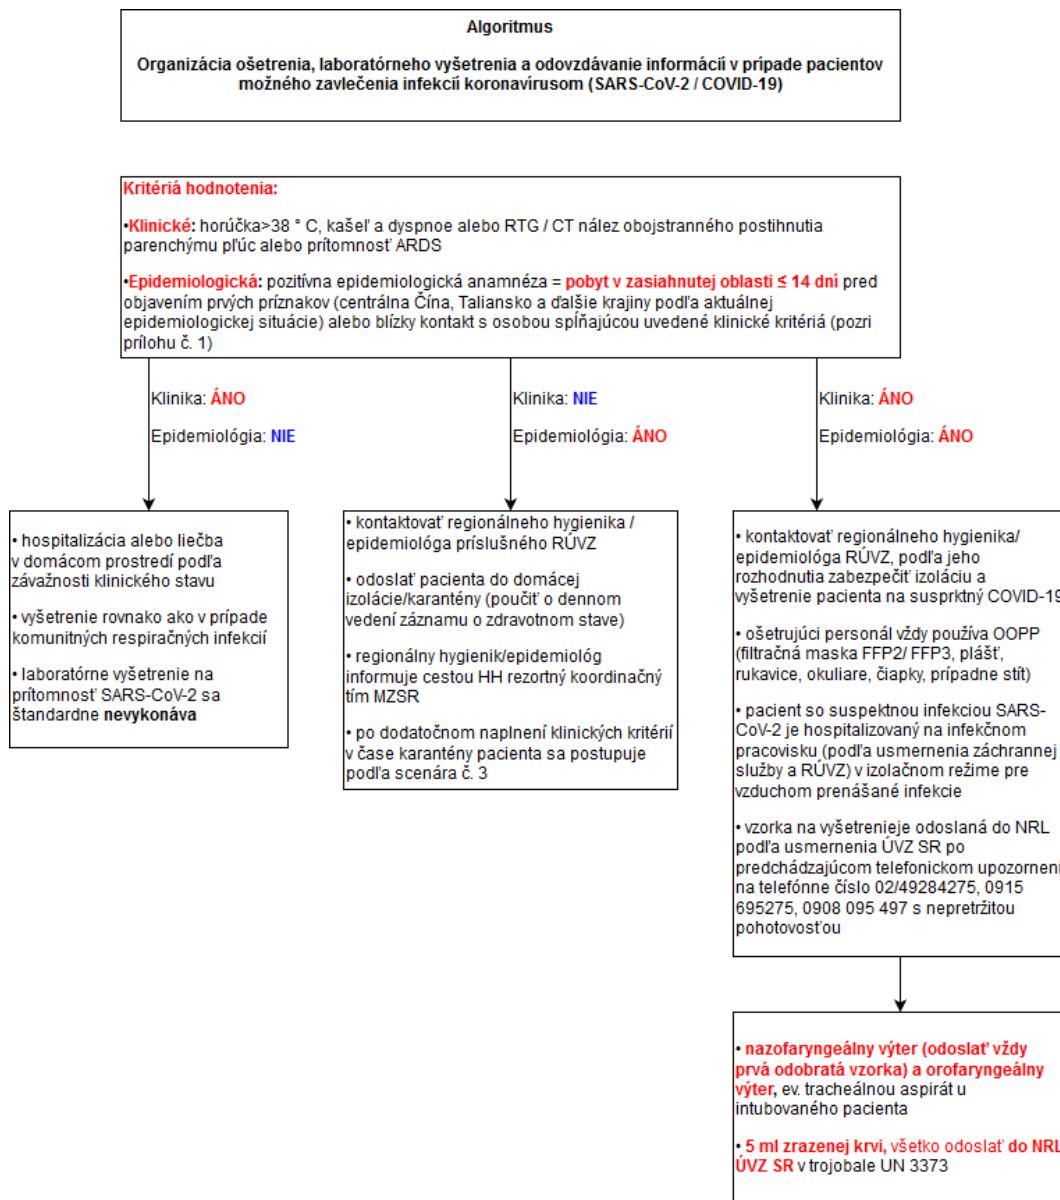 Algoritmus
Organizácia ošetrenia, laboratórneho vyšetrenia a odovzdávanie informácií v prípade pacientov
možného zavlečenia infekcií koronavírusom (SARS-CoV-2 / COVID-19)
Kritériá hodnotenia:
•Klinické: horúčka>38 ° C, kašeľ a dyspnoe alebo RTG / CT nález obojstranného postihnutia
parenchýmu pľúc alebo prítomnosť ARDS
•Epidemiologická: pozitívna epidemiologická anamnéza = pobyt v zasiahnutej oblasti ≤ 14 dní pred
objavením prvých príznakov (centrálna Čína, Taliansko a ďalšie krajiny podľa aktuálnej
epidemiologickej situácie) alebo blízky kontakt s osobou spĺňajúcou uvedené klinické kritériá (pozri
prílohu č. 1)
Klinika: ÁNO
Epidemiológia: NIE
Klinika: NIE
Epidemiológia: ÁNO
Klinika: ÁNO
Epidemiológia: ÁNO
• hospitalizácia alebo liečba
v domácom prostredí podľa
závažnosti klinického stavu
• vyšetrenie rovnako ako v prípade
komunitných respiračných infekcií
• laboratórne vyšetrenie na
prítomnosť SARS-CoV-2 sa
štandardne nevykonáva
• kontaktovať regionálneho hygienika /
epidemiológa príslušného RÚVZ
• odoslať pacienta do domácej
izolácie/karantény (poučiť o dennom
vedení záznamu o zdravotnom stave)
• regionálny hygienik/epidemiológ
informuje cestou HH rezortný koordinačný
tím MZSR
• po dodatočnom naplnení klinických kritérií
v čase karantény pacienta sa postupuje
podľa scenára č. 3
• kontaktovať regionálneho hygienika/
epidemiológa RÚVZ, podľa jeho
rozhodnutia zabezpečiť izoláciu a
vyšetrenie pacienta na susprktný COVID-19
• ošetrujúci personál vždy používa OOPP
(filtračná maska FFP2/ FFP3, plášť,
rukavice, okuliare, čiapky, prípadne stít)
• pacient so suspektnou infekciou SARS-
CoV-2 je hospitalizovaný na infekčnom
pracovisku (podľa usmernenia záchrannej
služby a RÚVZ) v izolačnom režime pre
vzduchom prenášané infekcie
• vzorka na vyšetrenieje odoslaná do NRL
podľa usmernenia ÚVZ SR po
predchádzajúcom telefonickom upozornení
na telefónne číslo 02/49284275, 0915
695275, 0908 095 497 s nepretržitou
pohotovosťou
• nazofaryngeálny výter (odoslať vždy
prvá odobratá vzorka) a orofaryngeálny
výter, ev. tracheálnou aspirát u
intubovaného pacienta
• 5 ml zrazenej krvi, všetko odoslať do NRL
ÚVZ SR v trojobale UN 3373